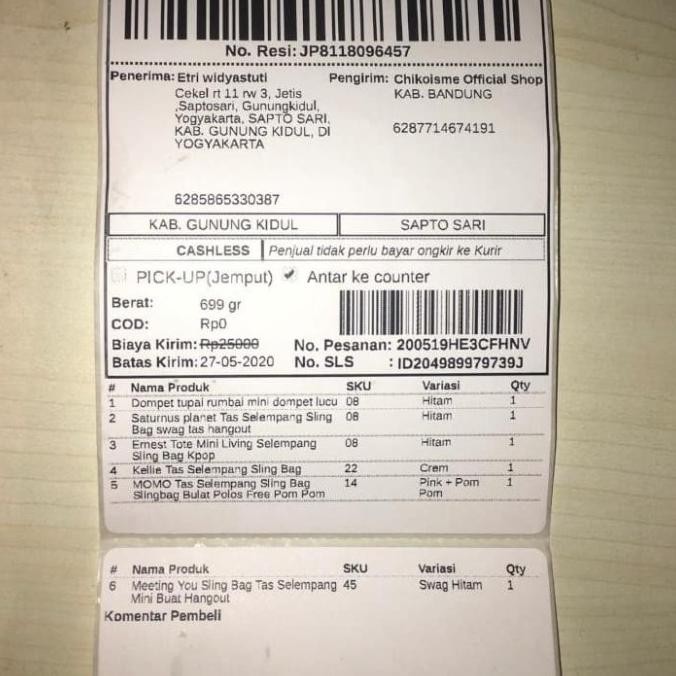 No. Resi: JP8118096457
Penerima: Etri widyastuti
Cekel rt 11 rw 3, Jetis
,Saptosari, Gunungkidul,
Yogyakarta, SAPTO SARI,
KAB. GUNUNG KIDUL, DI
YOGYAKARTA
6285865330387
Pengirim: Chikoisme Official Shop
KAB. BANDUNG
6287714674191
KAB. GUNUNG KIDUL SAPTO SARI
CASHLESS Penjual tidak perlu bayar ongkir ke Kurir
PICK-UP(Jemput) ✔ Antar ke counter
Berat: 699 gr
COD: Rp0
Biaya Kirim: Rp25000 No. Pesanan: 200519HE3CFHNV
Batas Kirim: 27-05-2020 No. SLS : ID204989979739J
# Nama Produk SKU Variasi Qty
1 Dompet tupai rumbai mini dompet lucu 08 Hitam 1
2 Saturnus planet Tas Selempang Sling 08 Hitam 1
Bag swag tas hangout
3 Ernest Tote Mini Living Selempang 08 Hitam 1
Sling Bag Kpop
4 Kellie Tas Selempang Sling Bag 22 Crem 1
5 MOMO Tas Selempang Sling Bag 14 Pink + Pom 1
Slingbag Bulat Polos Free Pom Pom Pom
# Nama Produk SKU Variasi Qty
6 Meeting You Sling Bag Tas Selempang 45 Swag Hitam 1
Mini Buat Hangout
Komentar Pembeli